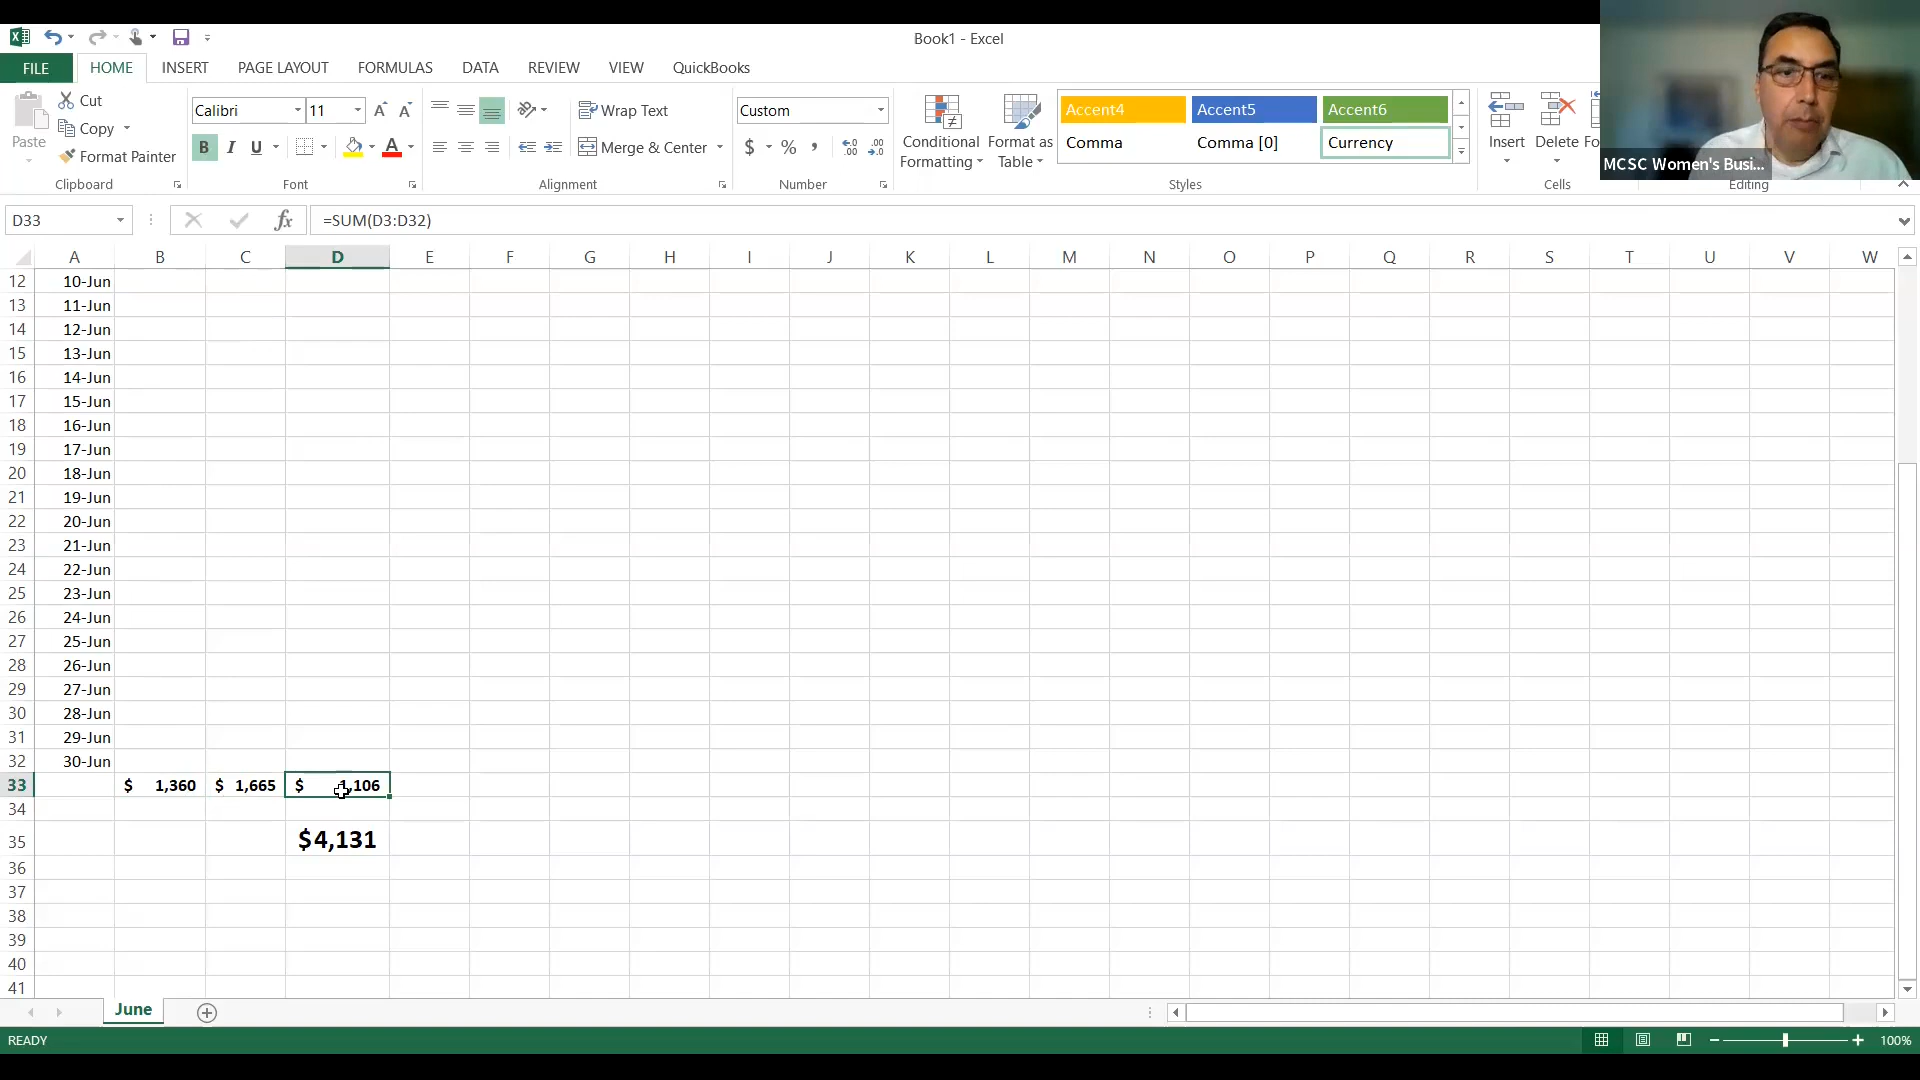 Book1 - Excel
FILE HOME INSERT PAGE LAYOUT FORMULAS DATA REVIEW VIEW QuickBooks
Paste
Cut
Copy
Format Painter
Clipboard
Calibri 11
B I U
Font
Wrap Text
Merge & Center
Alignment
Custom
$ % ,
Number
Conditional Formatting
Format as Table
Accent4 Accent5 Accent6
Comma Comma [0] Currency
Styles
Insert Delete Fo
Cells
Editing
MCSC Women's Busi...
D33 fx =SUM(D3:D32)
A B C D E F G H I J K L M N O P Q R S T U V W
12 10-Jun
13 11-Jun
14 12-Jun
15 13-Jun
16 14-Jun
17 15-Jun
18 16-Jun
19 17-Jun
20 18-Jun
21 19-Jun
22 20-Jun
23 21-Jun
24 22-Jun
25 23-Jun
26 24-Jun
27 25-Jun
28 26-Jun
29 27-Jun
30 28-Jun
31 29-Jun
32 30-Jun
33 $ 1,360 $ 1,665 $ 1,106
34
35 $4,131
36
37
38
39
40
41
June
READY 100%